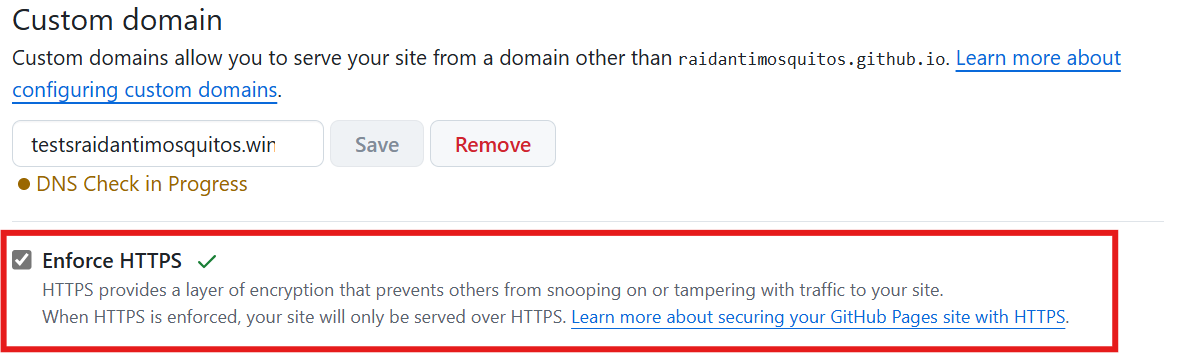 Custom domain
Custom domains allow you to serve your site from a domain other than raidantimosquitos.github.io. Learn more about
configuring custom domains.
testsraidantimosquitos.win Save Remove
DNS Check in Progress
Enforce HTTPS
HTTPS provides a layer of encryption that prevents others from snooping on or tampering with traffic to your site.
When HTTPS is enforced, your site will only be served over HTTPS. Learn more about securing your GitHub Pages site with HTTPS.